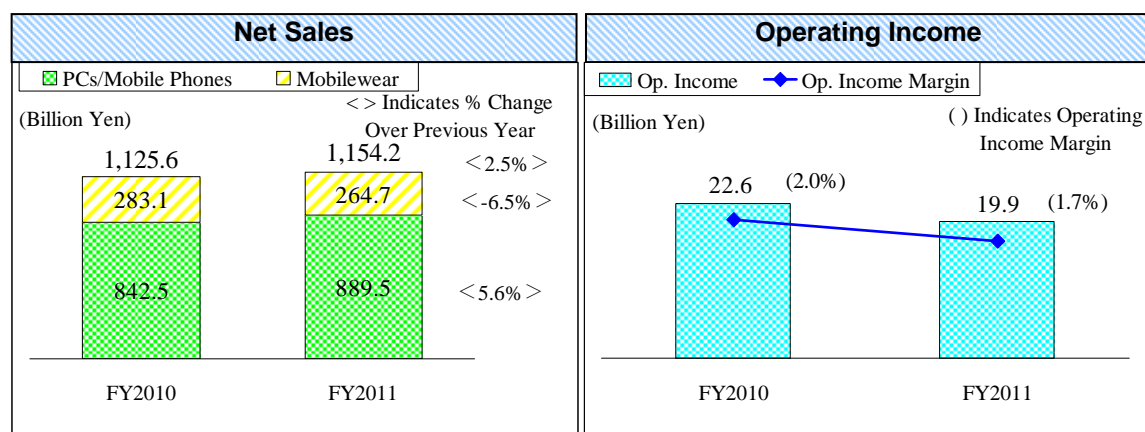 Net Sales
PCs/Mobile Phones
Mobilewear
< > Indicates % Change
Over Previous Year
(Billion Yen)
1,125.6
1,154.2
<2.5%>
283.1
264.7
<-6.5%>
842.5
889.5
<5.6%>
FY2010
FY2011
Operating Income
Op. Income
Op. Income Margin
( ) Indicates Operating
Income Margin
(Billion Yen)
22.6
(2.0%)
19.9
(1.7%)
FY2010
FY2011